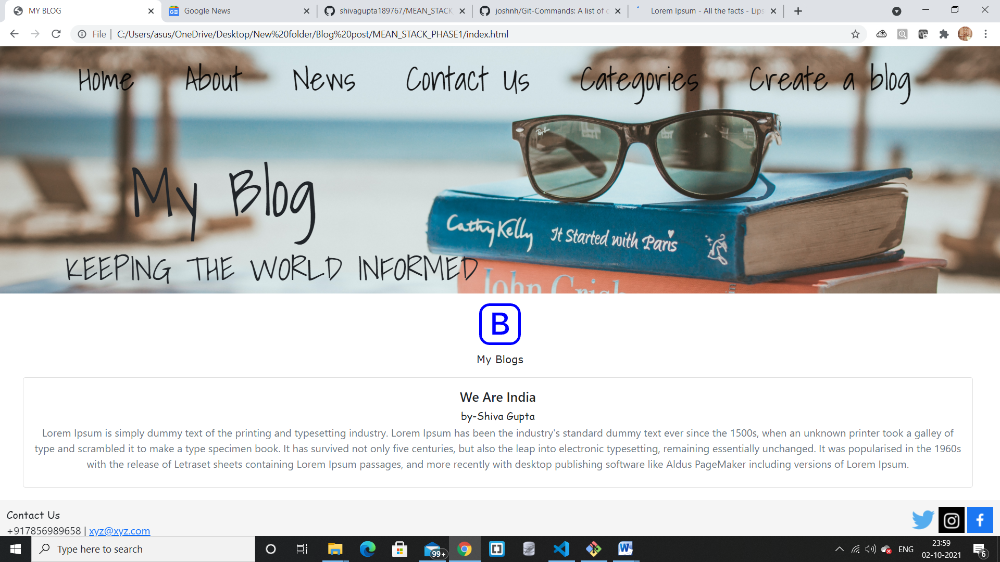 MY BLOG
Google News
shivagupta189767/MEAN_STACK
joshnh/Git-Commands: A list of
Lorem Ipsum - All the facts - Lips
File | C:/Users/asus/OneDrive/Desktop/New%20folder/Blog%20post/MEAN_STACK_PHASE1/index.html
Home About News Contact Us Categories Create a blog
Ray-Ban
My Blog
Cathy Kelly It Started with Paris
KEEPING THE WORLD INFORMED
John
B
My Blogs
We Are India
by-Shiva Gupta
Lorem Ipsum is simply dummy text of the printing and typesetting industry. Lorem Ipsum has been the industry's standard dummy text ever since the 1500s, when an unknown printer took a galley of
type and scrambled it to make a type specimen book. It has survived not only five centuries, but also the leap into electronic typesetting, remaining essentially unchanged. It was popularised in the 1960s
with the release of Letraset sheets containing Lorem Ipsum passages, and more recently with desktop publishing software like Aldus PageMaker including versions of Lorem Ipsum.
Contact Us
+917856989658 | xyz@xyz.com
Type here to search
99+
ENG
23:59
02-10-2021
6